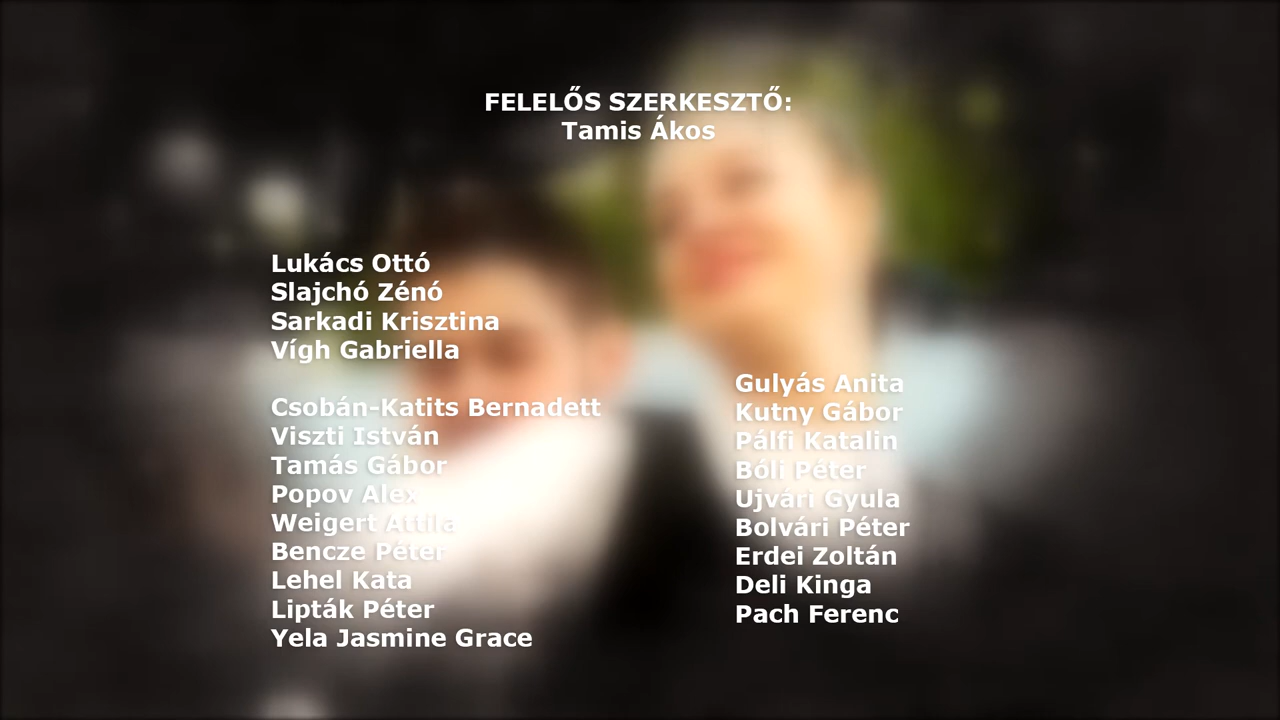 FELELŐS SZERKESZTŐ:
Tamis Ákos
Lukács Ottó
Slajchó Zénó
Sarkadi Krisztina
Vígh Gabriella
Csobán-Katits Bernadett
Viszti István
Tamás Gábor
Popov Alex
Weigert Attila
Bencze Péter
Lehel Kata
Lipták Péter
Yela Jasmine Grace
Gulyás Anita
Kutny Gábor
Pálfi Katalin
Bóli Péter
Ujvári Gyula
Bolvári Péter
Erdei Zoltán
Deli Kinga
Pach Ferenc